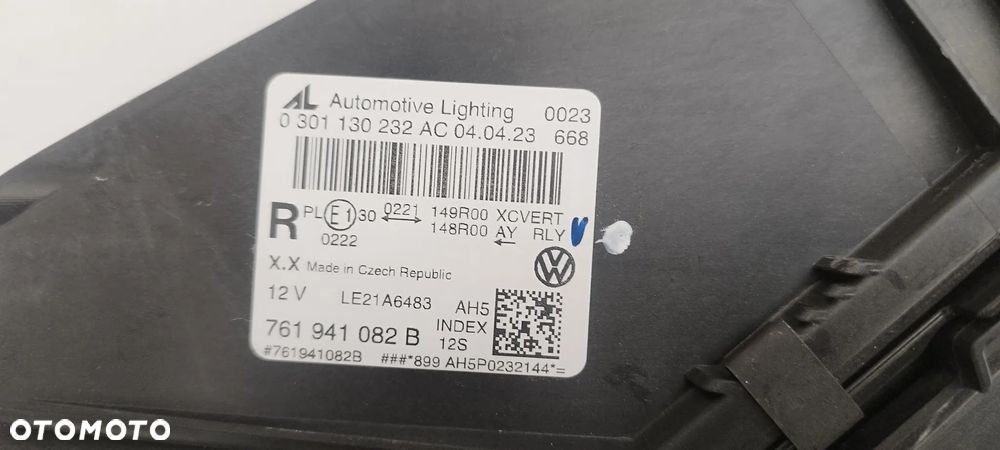 AL Automotive Lighting 0023
0 301 130 232 AC 04.04.23 668
R PL E1 30 0221 149R00 XCVERT
0222 148R00 AY RLY
X.X Made in Czech Republic
VW
12 V LE21A6483 AH5
INDEX
761 941 082 B 12S
#761941082B ###*899 AH5P0232144*=
OTOMOTO